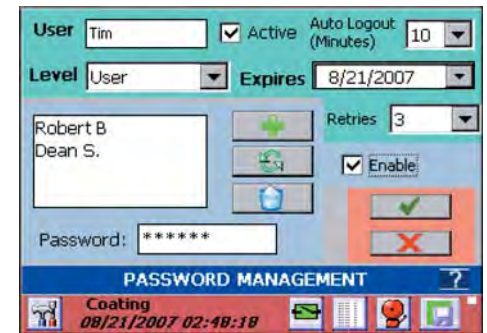 User Tim Active Auto Logout (Minutes) 10
Level User Expires 8/21/2007
Robert B
Dean S.
Retries 3
Enable
Password: ******
PASSWORD MANAGEMENT ?
Coating
08/21/2007 02:48:18